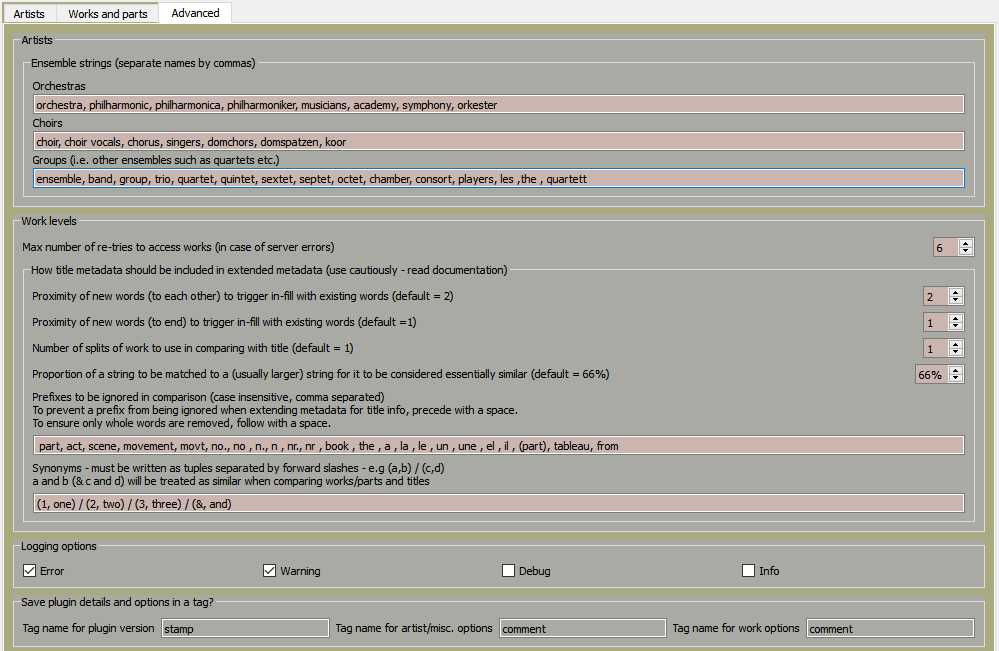 Artists Works and parts Advanced
Artists
Ensemble strings (separate names by commas)
Orchestras
orchestra, philharmonic, philharmonica, philharmoniker, musicians, academy, symphony, orkester
Choirs
choir, choir vocals, chorus, singers, domchors, domspatzen, koor
Groups (i.e. other ensembles such as quartets etc.)
ensemble, band, group, trio, quartet, quintet, sextet, septet, octet, chamber, consort, players, les ,the , quartett
Work levels
Max number of re-tries to access works (in case of server errors) 6
How title metadata should be included in extended metadata (use cautiously - read documentation)
Proximity of new words (to each other) to trigger in-fill with existing words (default = 2) 2
Proximity of new words (to end) to trigger in-fill with existing words (default =1) 1
Number of splits of work to use in comparing with title (default = 1) 1
Proportion of a string to be matched to a (usually larger) string for it to be considered essentially similar (default = 66%) 66%
Prefixes to be ignored in comparison (case insensitive, comma separated)
To prevent a prefix from being ignored when extending metadata for title info, precede with a space.
To ensure only whole words are removed, follow with a space.
part, act, scene, movement, movt, no., no , n., n , nr., nr , book , the , a , la , le , un , une , el , il , (part), tableau, from
Synonyms - must be written as tuples separated by forward slashes - e.g (a,b) / (c,d)
a and b (& c and d) will be treated as similar when comparing works/parts and titles
(1, one) / (2, two) / (3, three) / (&, and)
Logging options
Error Warning Debug Info
Save plugin details and options in a tag?
Tag name for plugin version stamp Tag name for artist/misc. options comment Tag name for work options comment